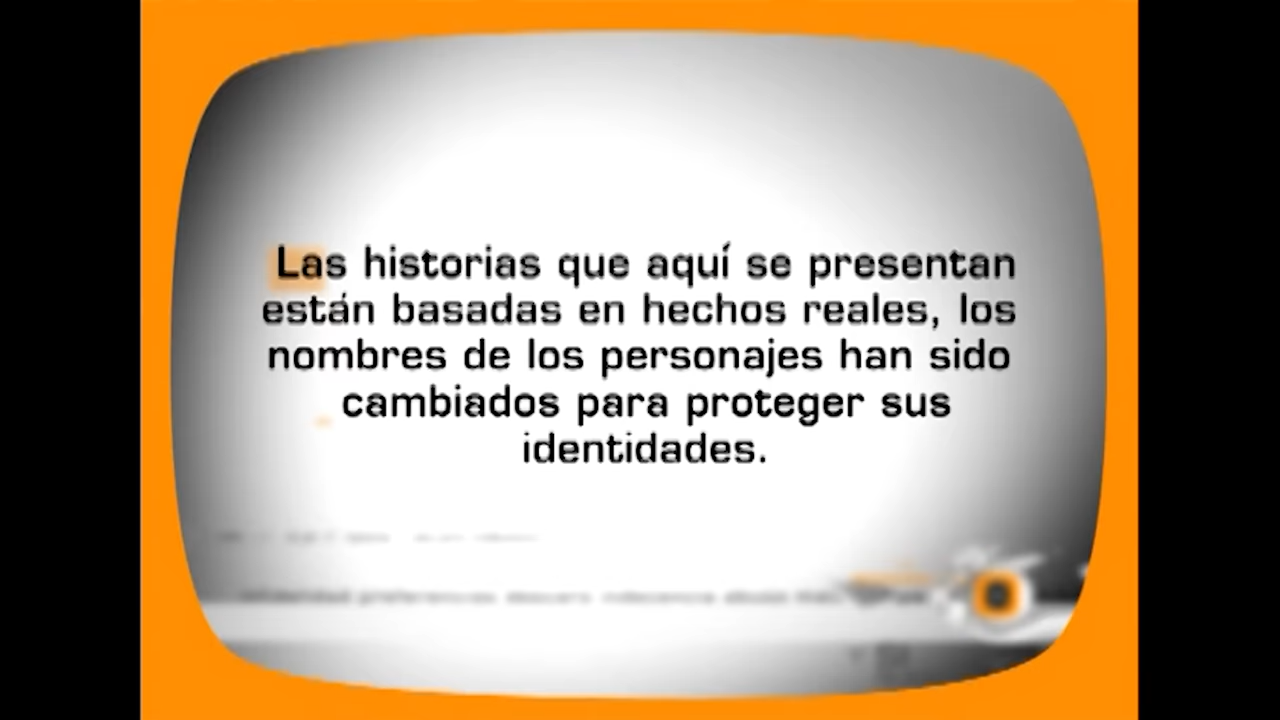 Las historias que aquí se presentan
están basadas en hechos reales, los
nombres de los personajes han sido
cambiados para proteger sus
identidades.